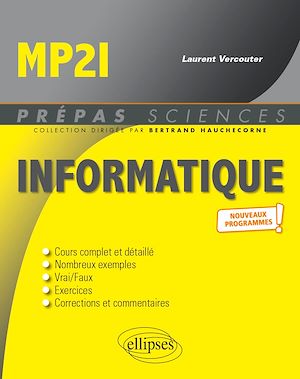 MP2I
Laurent Vercouter
PRÉPAS SCIENCES
COLLECTION DIRIGÉE PAR BERTRAND HAUCHECORNE
INFORMATIQUE
NOUVEAUX
PROGRAMMES !
• Cours complet et détaillé
• Nombreux exemples
• Vrai/Faux
• Exercices
• Corrections et commentaires
ellipses